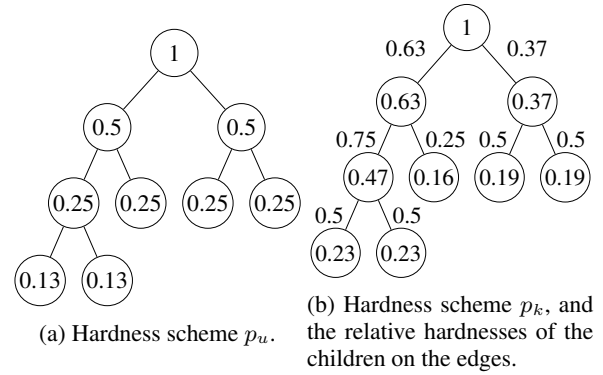 1
0.5 0.5
0.25 0.25 0.25 0.25
0.13 0.13
(a) Hardness scheme p_u.
1
0.63 0.37
0.63 0.37
0.75 0.25 0.5 0.5
0.47 0.16 0.19 0.19
0.5 0.5
0.23 0.23
(b) Hardness scheme p_k, and
the relative hardnesses of the
children on the edges.